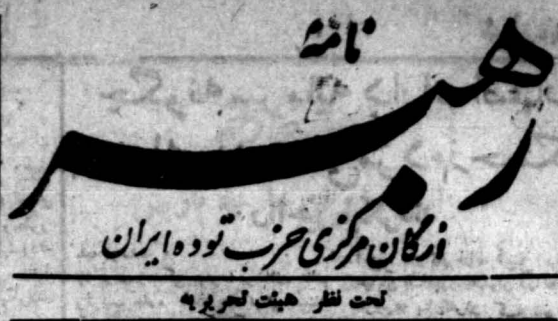 نامهٔ
رهبر
ارگان مرکزی حزب توده ایران
تحت نظر هیئت تحریریه